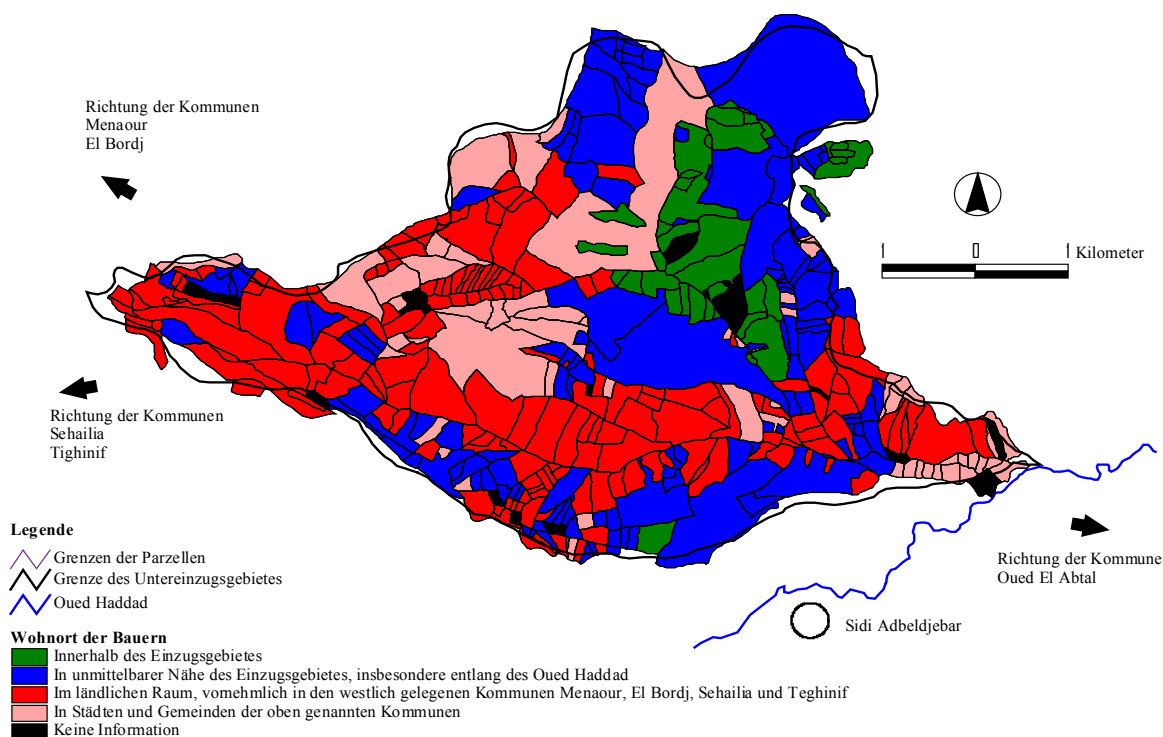 Richtung der Kommunen
Menaour
El Bordj
1 0 1 Kilometer
Richtung der Kommunen
Sehailia
Tighinif
Legende
Grenzen der Parzellen
Grenze des Untereinzugsgebietes
Oued Haddad
Richtung der Kommune
Oued El Abtal
Sidi Adbeldjebar
Wohnort der Bauern
Innerhalb des Einzugsgebietes
In unmittelbarer Nähe des Einzugsgebietes, insbesondere entlang des Oued Haddad
Im ländlichen Raum, vornehmlich in den westlich gelegenen Kommunen Menaour, El Bordj, Sehailia und Teghinif
In Städten und Gemeinden der oben genannten Kommunen
Keine Information